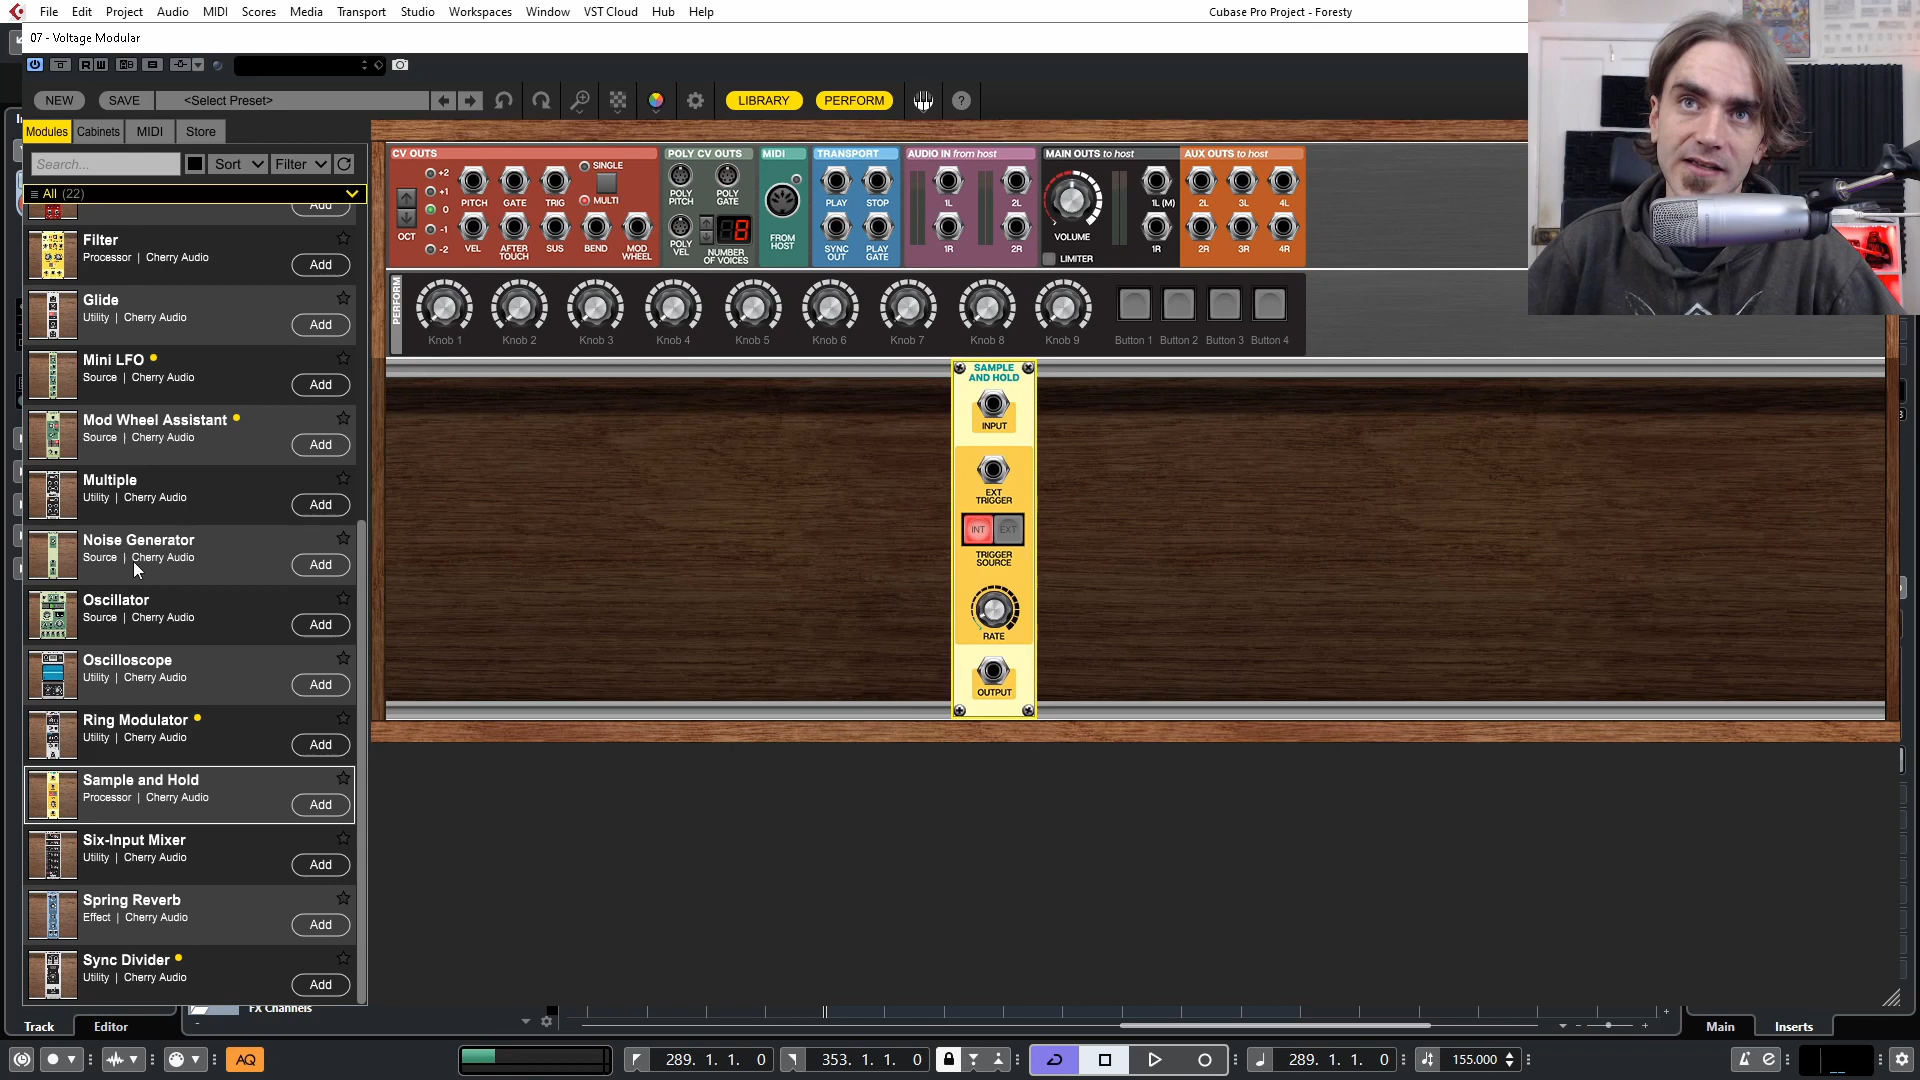 File Edit Project Audio MIDI Scores Media Transport Studio Workspaces Window VST Cloud Hub Help
Cubase Pro Project - Foresty
07 - Voltage Modular
NEW SAVE <Select Preset> LIBRARY PERFORM ?
Modules Cabinets MIDI Store
Search... Sort Filter
All (22)
Add
Filter
Processor | Cherry Audio
Add
Glide
Utility | Cherry Audio
Add
Mini LFO
Source | Cherry Audio
Add
Mod Wheel Assistant
Source | Cherry Audio
Add
Multiple
Utility | Cherry Audio
Add
Noise Generator
Source | Cherry Audio
Add
Oscillator
Source | Cherry Audio
Add
Oscilloscope
Utility | Cherry Audio
Add
Ring Modulator
Utility | Cherry Audio
Add
Sample and Hold
Processor | Cherry Audio
Add
Six-Input Mixer
Utility | Cherry Audio
Add
Spring Reverb
Effect | Cherry Audio
Add
Sync Divider
Utility | Cherry Audio
Add
CV OUTS
+2
+1
0
-1
-2
OCT
PITCH GATE TRIG
SINGLE
MULTI
VEL AFTER TOUCH SUS BEND MOD WHEEL
POLY CV OUTS
POLY PITCH POLY GATE
POLY VEL 8 NUMBER OF VOICES
MIDI
FROM HOST
TRANSPORT
PLAY STOP
SYNC OUT PLAY GATE
AUDIO IN from host
1L 2L
1R 2R
MAIN OUTS to host
VOLUME
LIMITER
1L (M)
1R
AUX OUTS to host
2L 3L 4L
2R 3R 4R
PERFORM
Knob 1 Knob 2 Knob 3 Knob 4 Knob 5 Knob 6 Knob 7 Knob 8 Knob 9 Button 1 Button 2 Button 3 Button 4
SAMPLE
AND HOLD
INPUT
EXT
TRIGGER
INT EXT
TRIGGER
SOURCE
RATE
OUTPUT
FX Channels
Track Editor
Main Inserts
AQ
289. 1. 1. 0
353. 1. 1. 0
289. 1. 1. 0
155.000